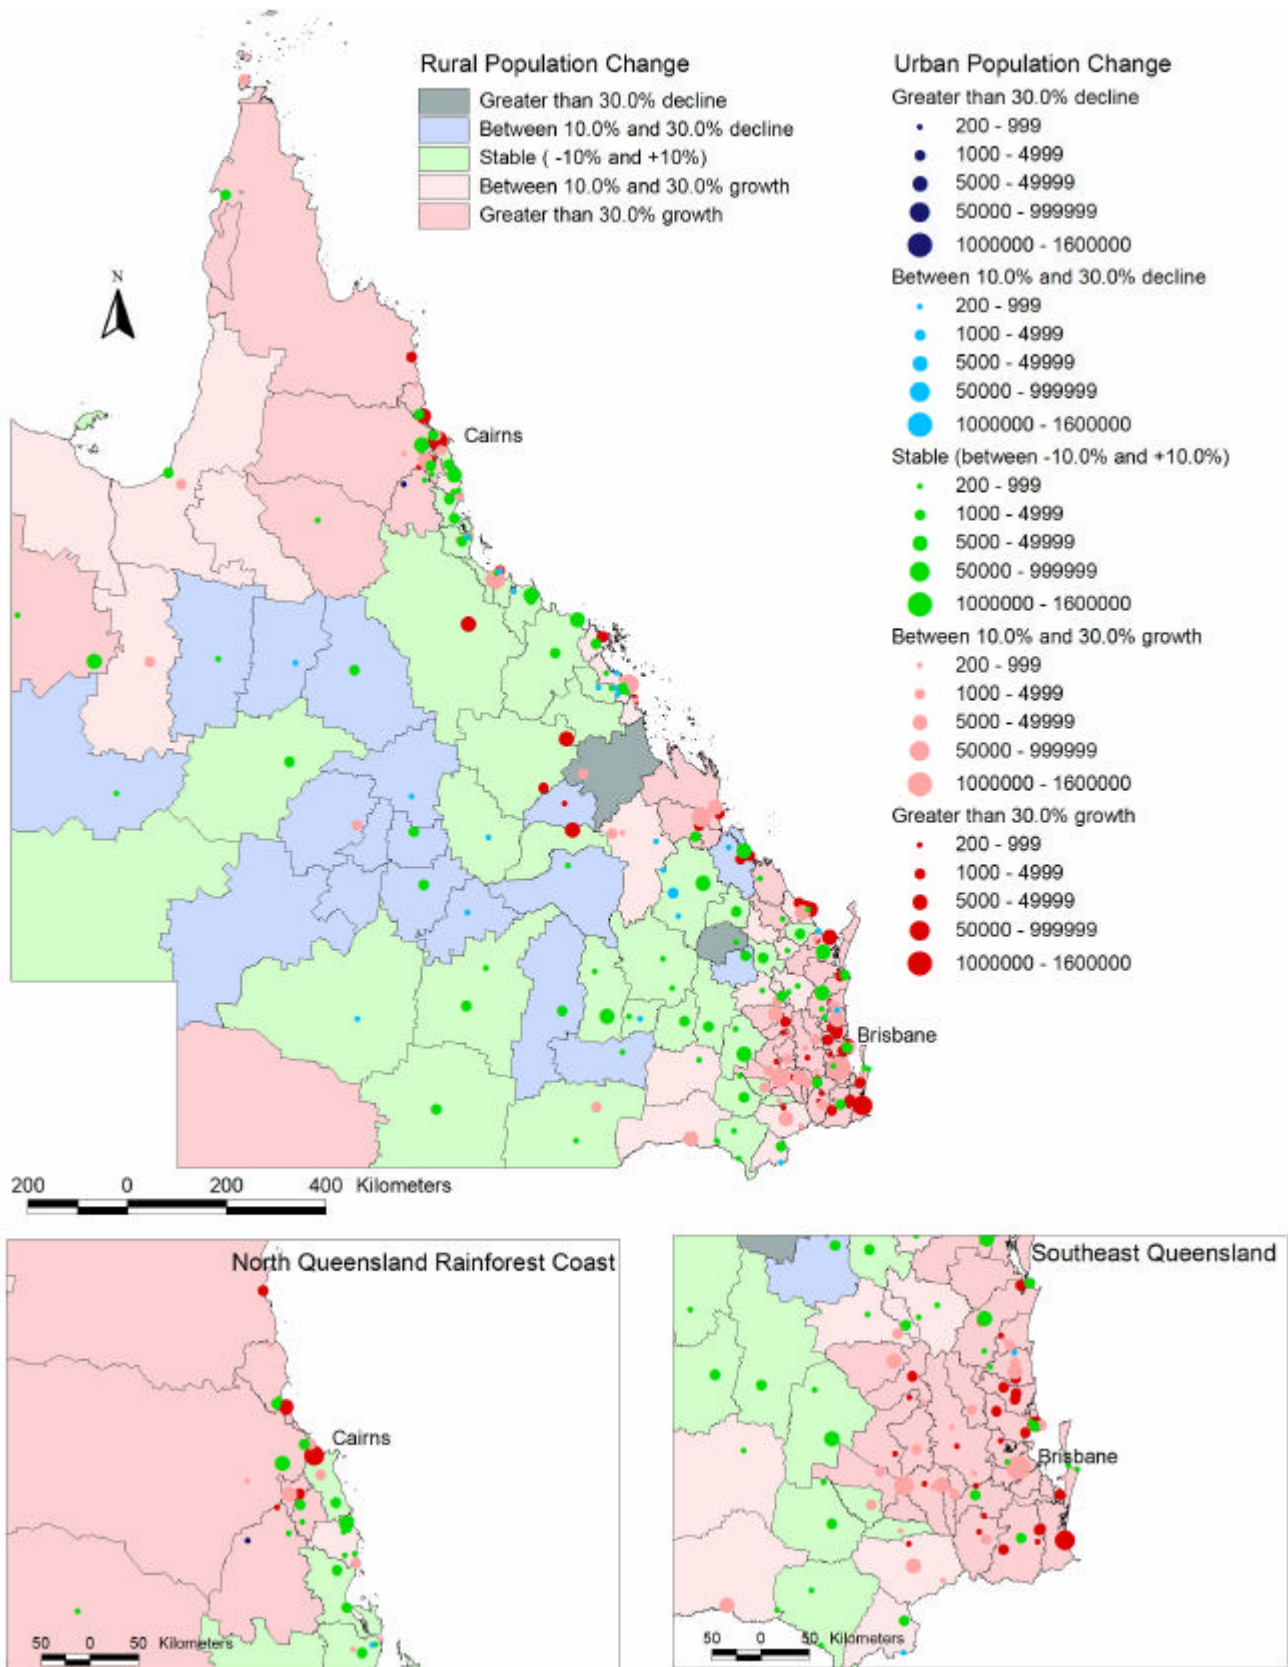 Rural Population Change
Greater than 30.0% decline
Between 10.0% and 30.0% decline
Stable ( -10% and +10%)
Between 10.0% and 30.0% growth
Greater than 30.0% growth
Urban Population Change
Greater than 30.0% decline
200 - 999
1000 - 4999
5000 - 49999
50000 - 999999
1000000 - 1600000
Between 10.0% and 30.0% decline
200 - 999
1000 - 4999
5000 - 49999
50000 - 999999
1000000 - 1600000
Stable (between -10.0% and +10.0%)
200 - 999
1000 - 4999
5000 - 49999
50000 - 999999
1000000 - 1600000
Between 10.0% and 30.0% growth
200 - 999
1000 - 4999
5000 - 49999
50000 - 999999
1000000 - 1600000
Greater than 30.0% growth
200 - 999
1000 - 4999
5000 - 49999
50000 - 999999
1000000 - 1600000
N
Cairns
Brisbane
200 0 200 400 Kilometers
North Queensland Rainforest Coast
Cairns
50 0 50 Kilometers
Southeast Queensland
Brisbane
50 0 50 Kilometers